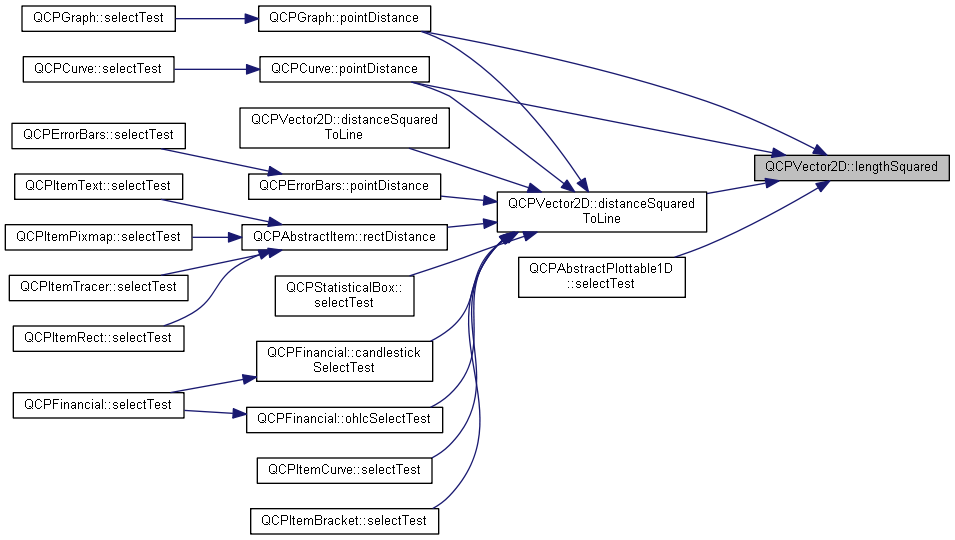 QCPGraph::selectTest
QCPGraph::pointDistance
QCPCurve::selectTest
QCPCurve::pointDistance
QCPVector2D::distanceSquared
ToLine
QCPErrorBars::selectTest
QCPItemText::selectTest
QCPErrorBars::pointDistance
QCPVector2D::lengthSquared
QCPVector2D::distanceSquared
ToLine
QCPItemPixmap::selectTest
QCPAbstractItem::rectDistance
QCPItemTracer::selectTest
QCPStatisticalBox::
selectTest
QCPAbstractPlottable1D
::selectTest
QCPItemRect::selectTest
QCPFinancial::candlestick
SelectTest
QCPFinancial::selectTest
QCPFinancial::ohlcSelectTest
QCPItemCurve::selectTest
QCPItemBracket::selectTest